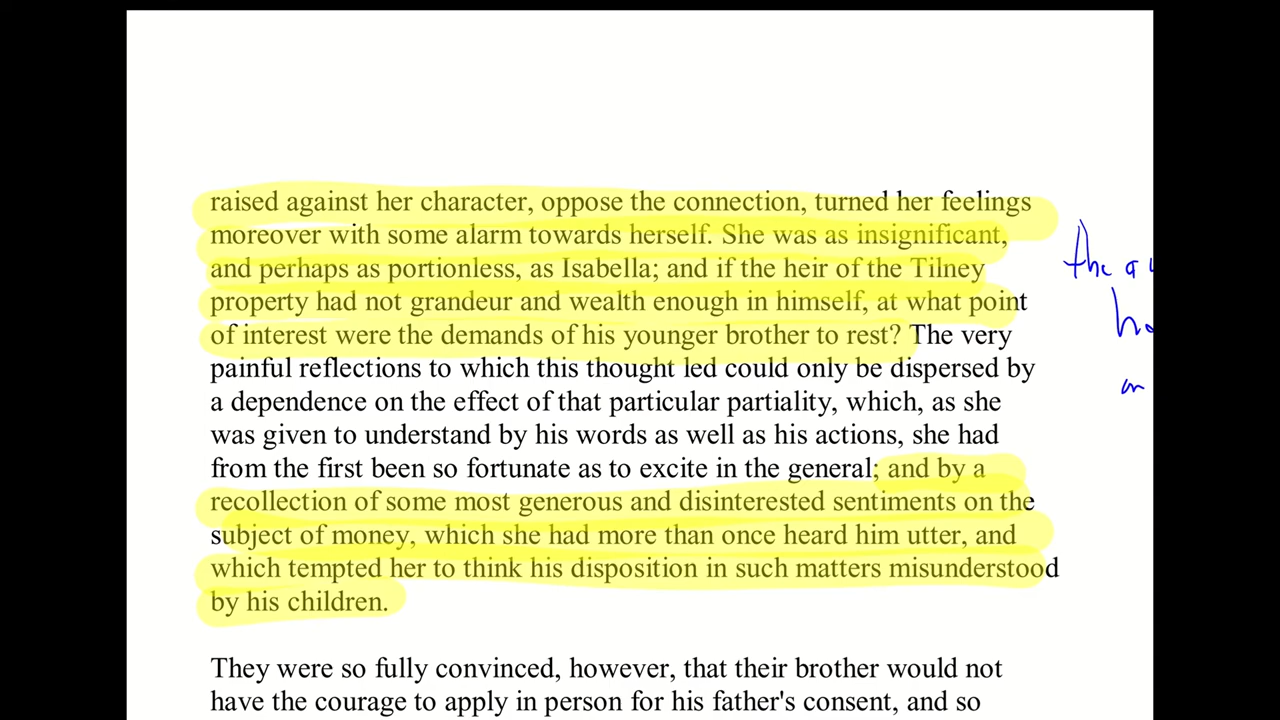 raised against her character, oppose the connection, turned her feelings
moreover with some alarm towards herself. She was as insignificant,
and perhaps as portionless, as Isabella; and if the heir of the Tilney
property had not grandeur and wealth enough in himself, at what point
of interest were the demands of his younger brother to rest? The very
painful reflections to which this thought led could only be dispersed by
a dependence on the effect of that particular partiality, which, as she
was given to understand by his words as well as his actions, she had
from the first been so fortunate as to excite in the general; and by a
recollection of some most generous and disinterested sentiments on the
subject of money, which she had more than once heard him utter, and
which tempted her to think his disposition in such matters misunderstood
by his children.
They were so fully convinced, however, that their brother would not
have the courage to apply in person for his father's consent, and so
the